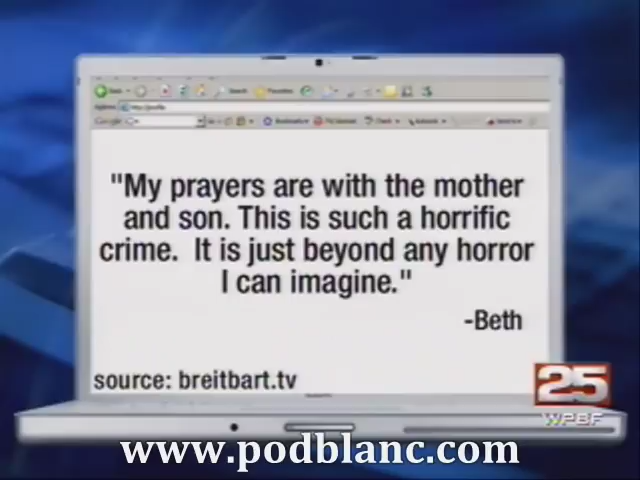 "My prayers are with the mother
and son. This is such a horrific
crime. It is just beyond any horror
I can imagine."
-Beth
source: breitbart.tv
25
WPBF
www.podblanc.com